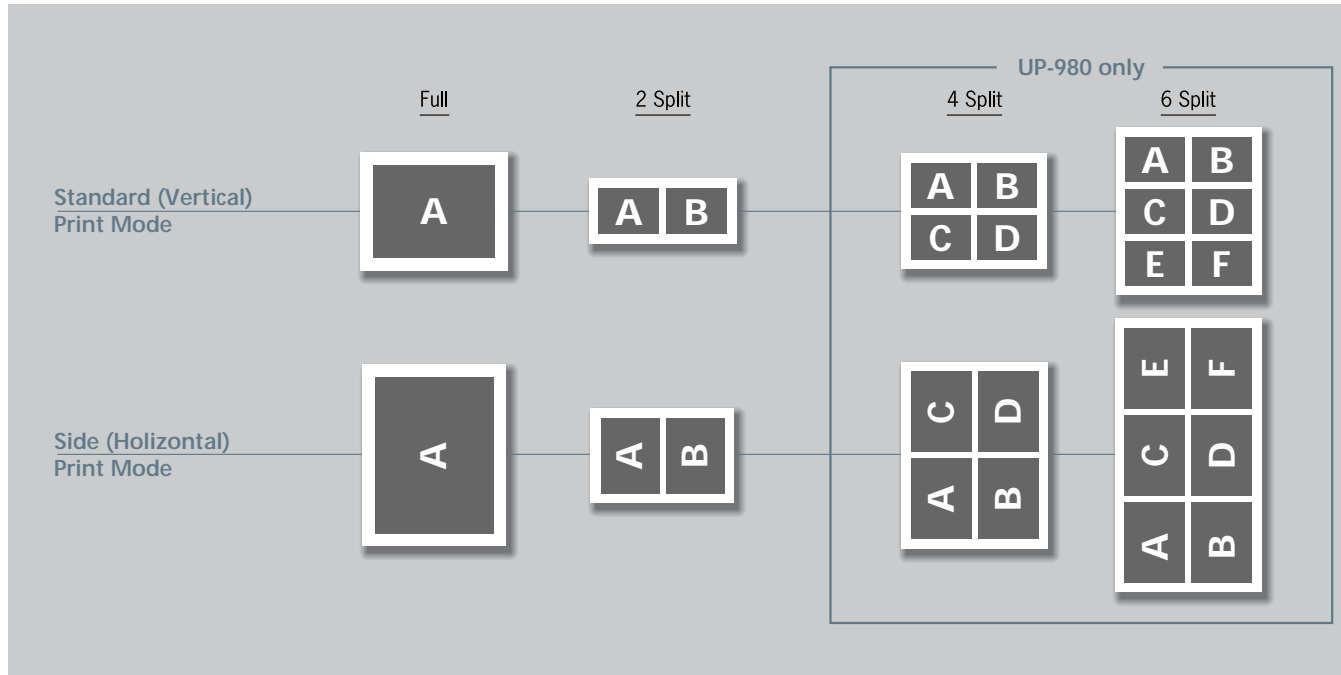 UP-980 only
Full 2 Split 4 Split 6 Split
Standard (Vertical)
Print Mode
A
A B
A B
C D
A B
C D
E F
Side (Holizontal)
Print Mode
A
A B
C D
A B
E F
C D
A B